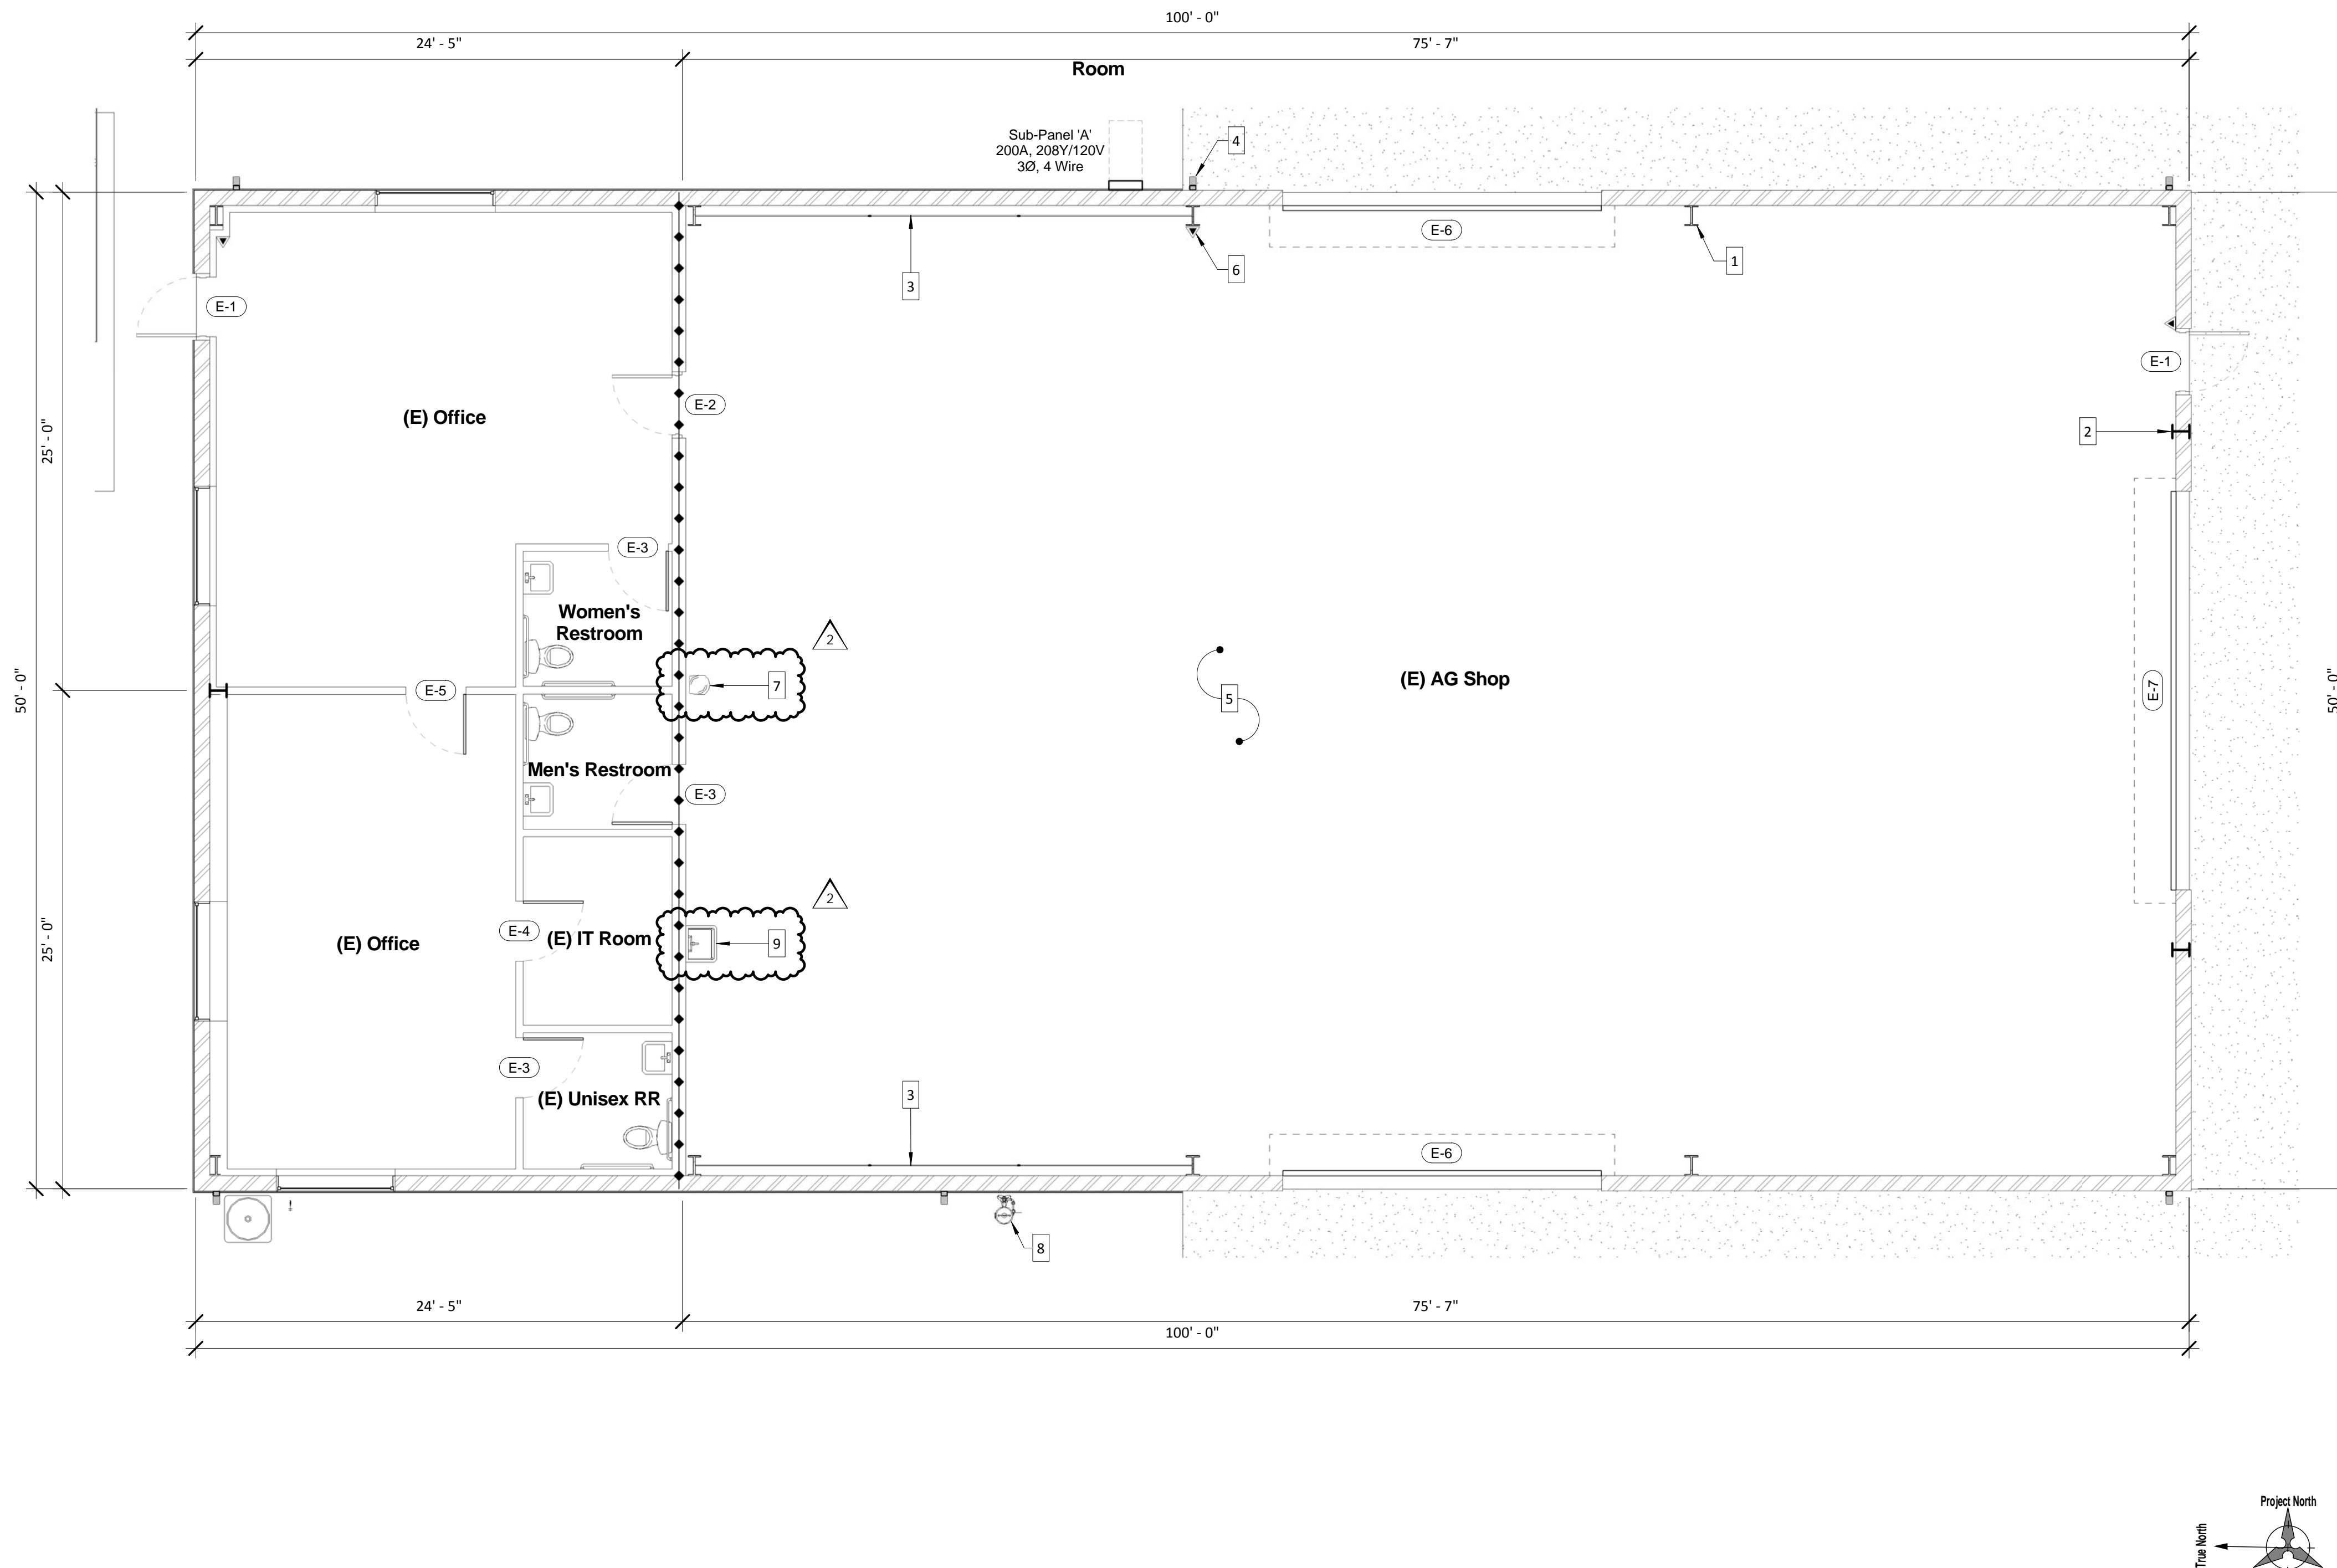 100' - 0"
24' - 5"
75' - 7"
Room
Sub-Panel 'A'
200A, 208Y/120V
3Ø, 4 Wire
4
E-6
3
6
1
E-1
E-1
E-2
2
(E) Office
25' - 0"
E-3
Women's
Restroom
2
7
E-5
5
(E) AG Shop
E-7
50' - 0"
50' - 0"
Men's Restroom
E-3
2
25' - 0"
E-4
(E) IT Room
9
(E) Office
E-3
(E) Unisex RR
3
E-6
8
24' - 5"
75' - 7"
100' - 0"
Project North
True North